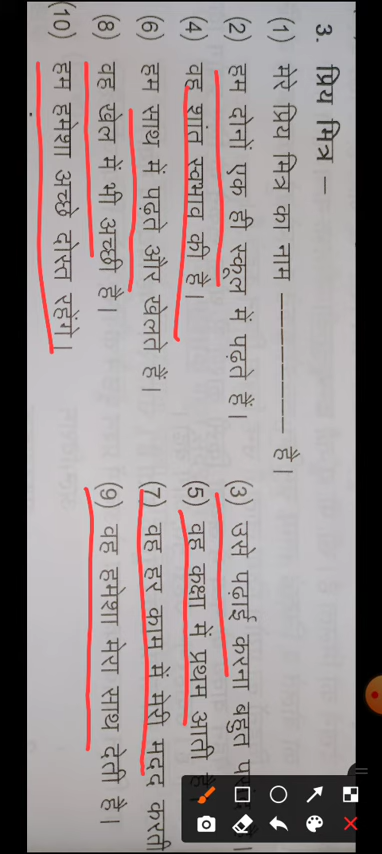 3. प्रिय मित्र –
(1) मेरे प्रिय मित्र का नाम ––––––––––– है।
(2) हम दोनों एक ही स्कूल में पढ़ते हैं।
(3) उसे पढ़ाई करना बहुत है।
(4) वह शांत स्वभाव की है।
(5) वह कक्षा में प्रथम आती है।
(6) हम साथ में पढ़ते और खेलते हैं।
(7) वह हर काम में मेरी मदद करती
(8) वह खेल में भी अच्छी है।
(9) वह हमेशा मेरा साथ देती है।
(10) हम हमेशा अच्छे दोस्त रहेंगे।